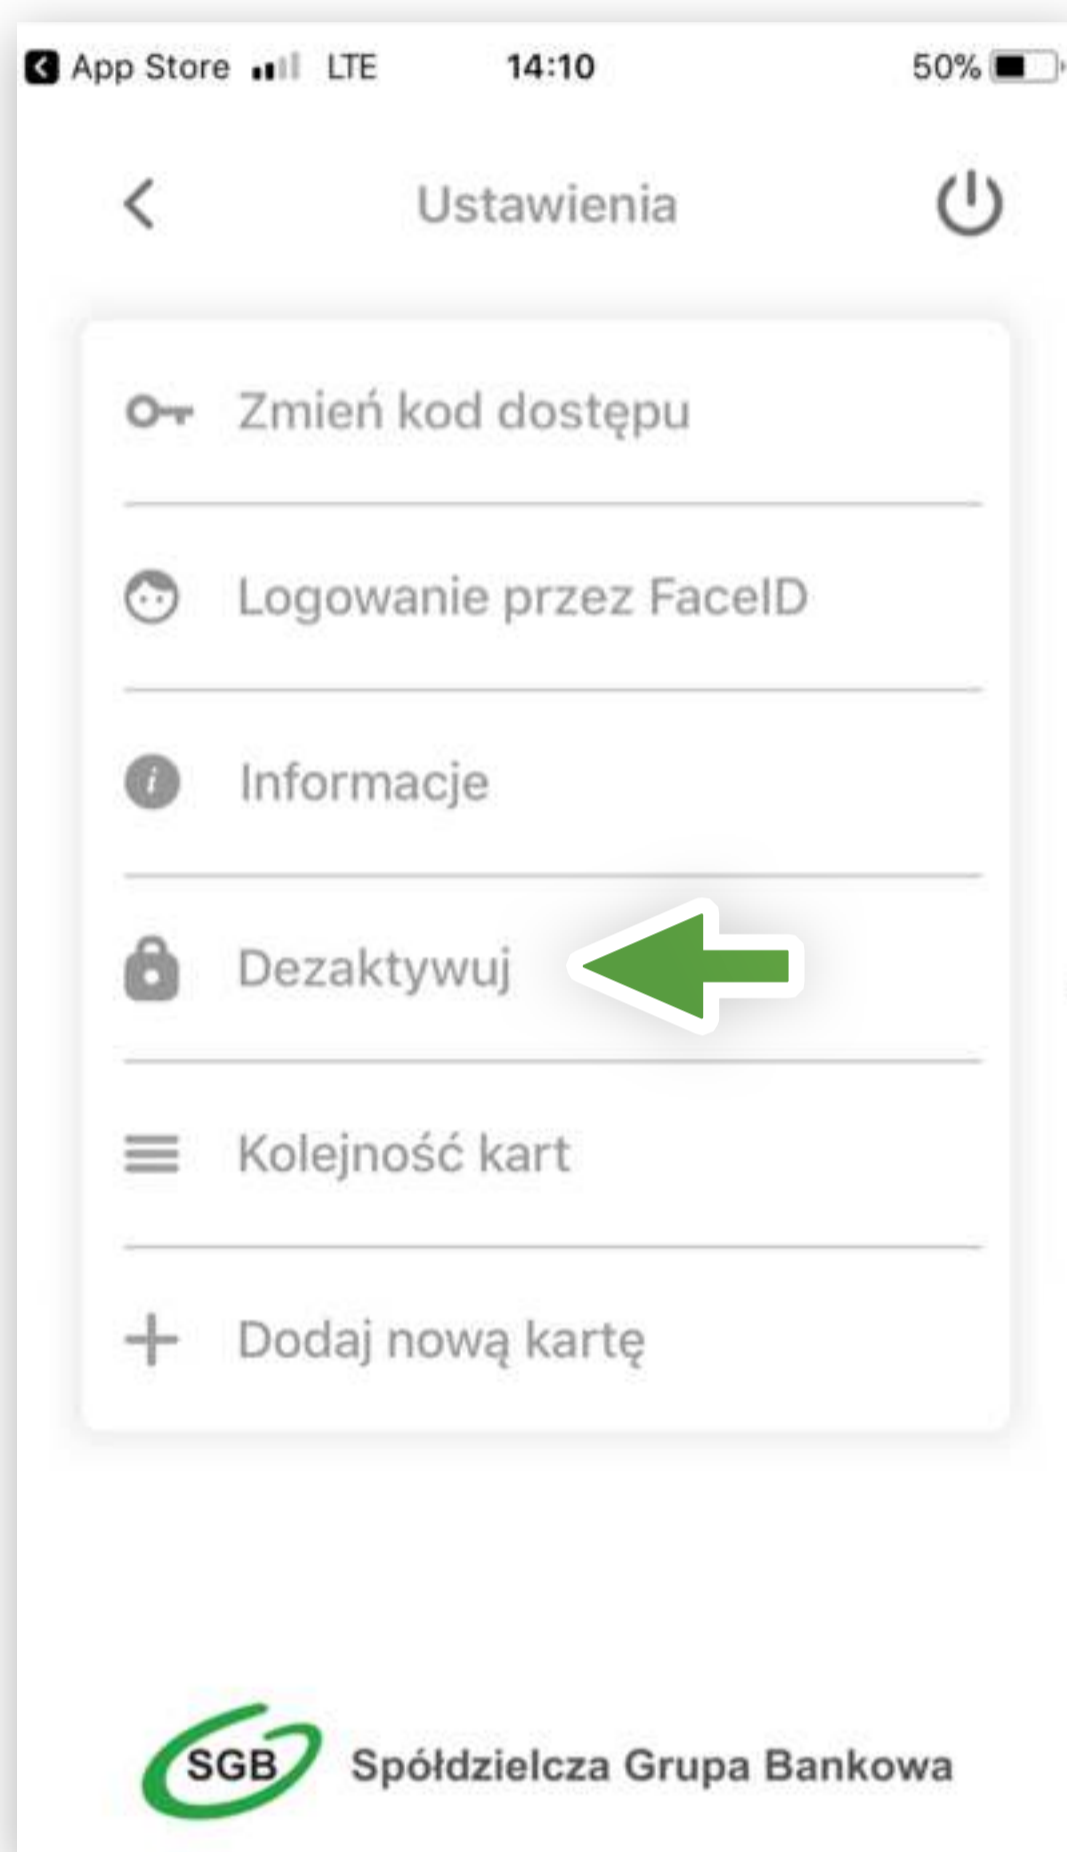 App Store LTE 14:10 50%
Ustawienia
Zmień kod dostępu
Logowanie przez FaceID
Informacje
Dezaktywuj
Kolejność kart
Dodaj nową kartę
SGB Spółdzielcza Grupa Bankowa